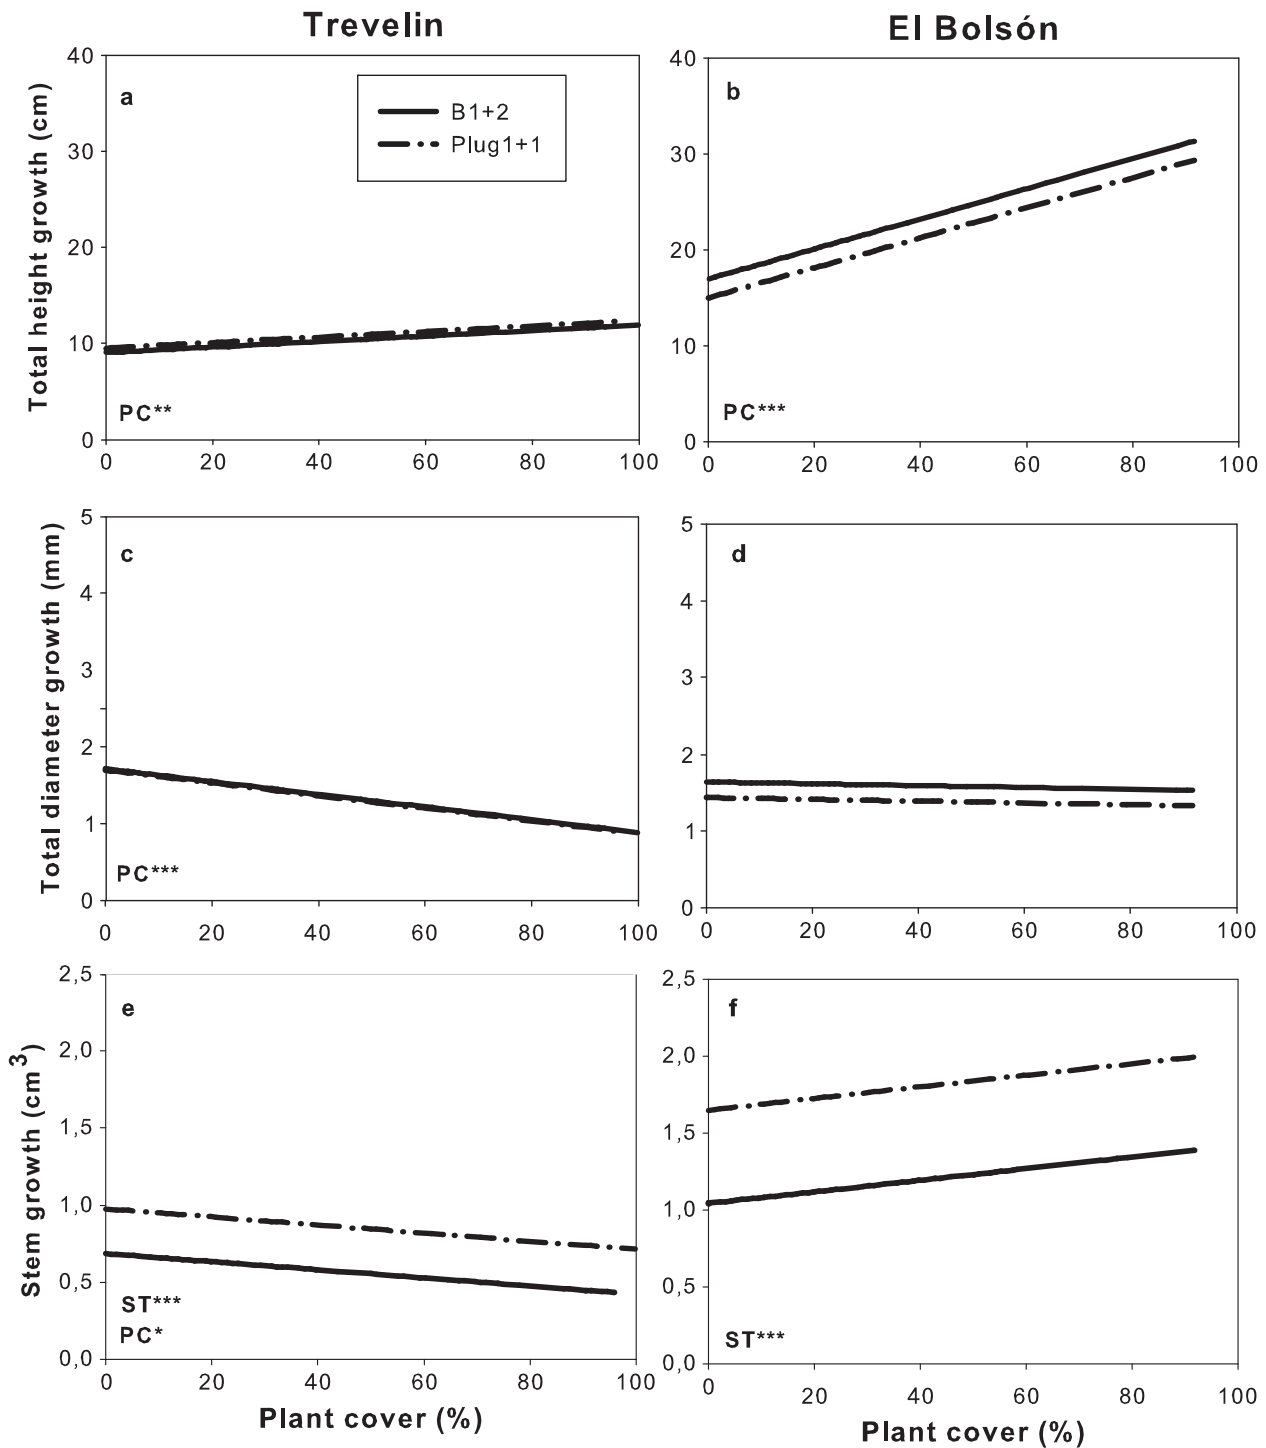 Trevelin
El Bolsón
Total height growth (cm)
40
30
20
10
0
a
B1+2
Plug1+1
PC**
0 20 40 60 80 100
40
30
20
10
0
b
PC***
0 20 40 60 80 100
Total diameter growth (mm)
5
4
3
2
1
0
c
PC***
0 20 40 60 80 100
5
4
3
2
1
0
d
0 20 40 60 80 100
Stem growth (cm³)
2,5
2,0
1,5
1,0
0,5
0,0
e
ST***
PC*
0 20 40 60 80 100
Plant cover (%)
2,5
2,0
1,5
1,0
0,5
0,0
f
ST***
0 20 40 60 80 100
Plant cover (%)